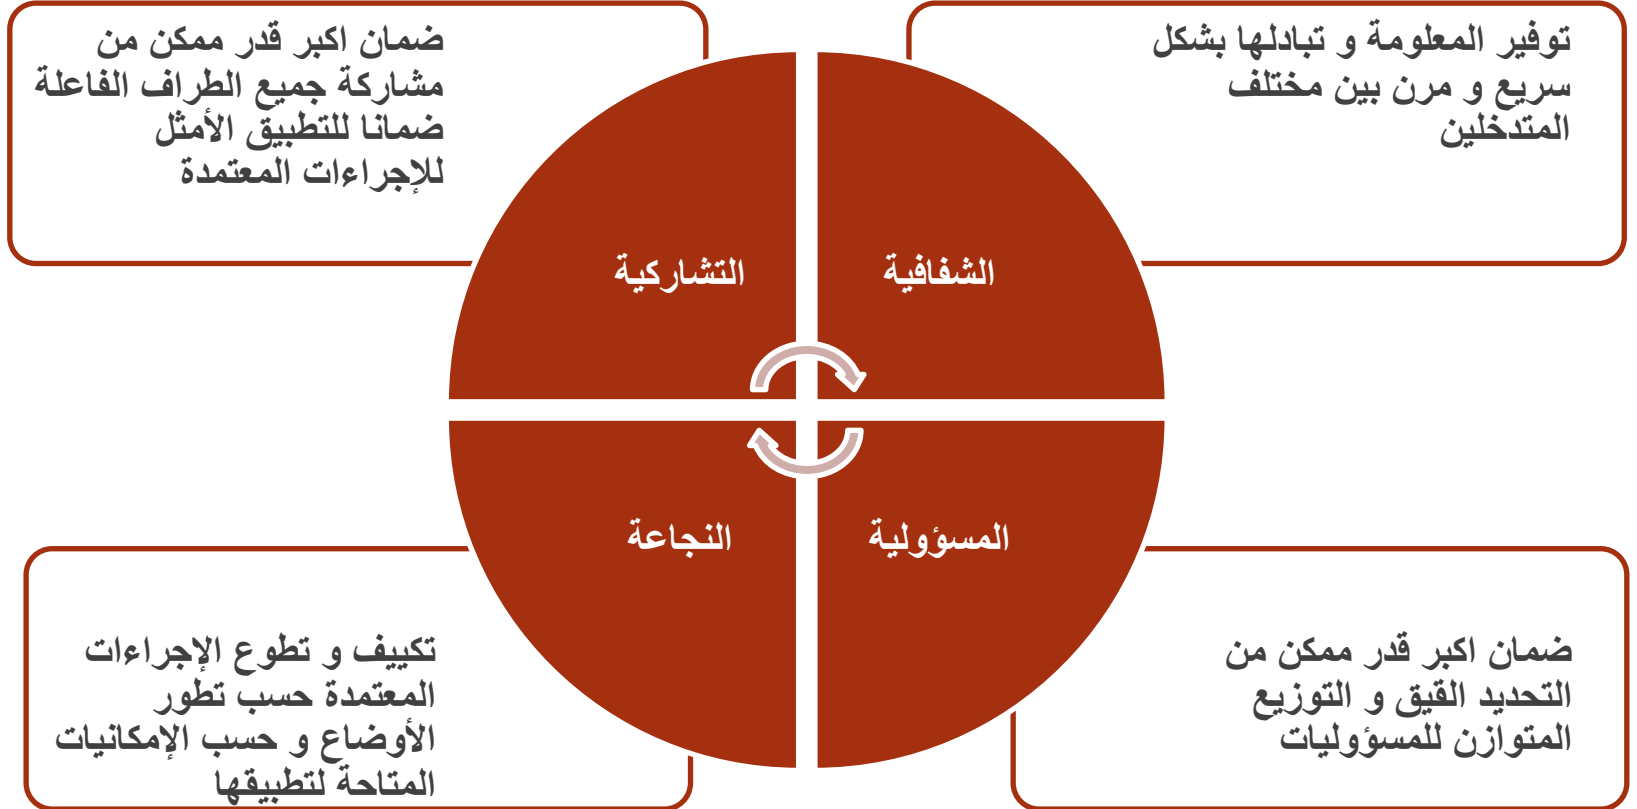 توفير المعلومة و تبادلها بشكل
سريع و مرن بين مختلف
المتدخلين
ضمان اكبر قدر ممكن من
مشاركة جميع الطراف الفاعلة
ضمانا للتطبيق الأمثل
للإجراءات المعتمدة
الشفافية
التشاركية
المسؤولية
النجاعة
ضمان اكبر قدر ممكن من
التحديد القيق و التوزيع
المتوازن للمسؤوليات
تكييف و تطوع الإجراءات
المعتمدة حسب تطور
الأوضاع و حسب الإمكانيات
المتاحة لتطبيقها